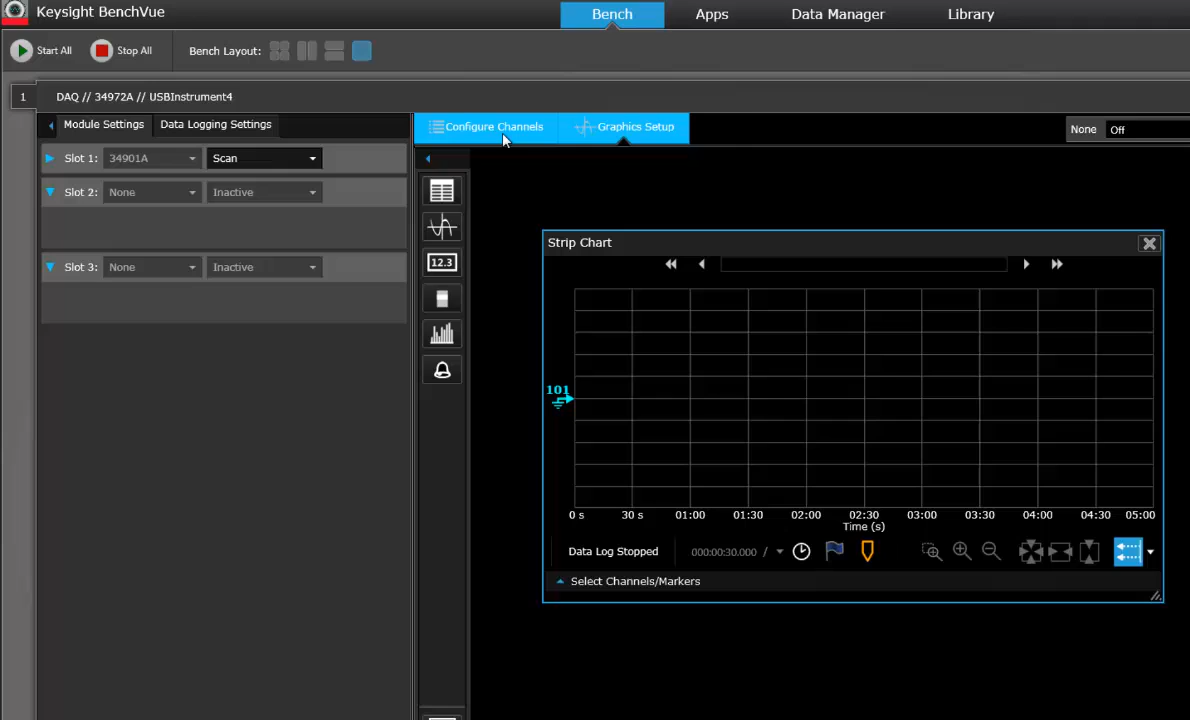 Keysight BenchVue
Bench Apps Data Manager Library
Start All Stop All Bench Layout:
1 DAQ // 34972A // USBInstrument4
Module Settings Data Logging Settings Configure Channels Graphics Setup None Off
Slot 1: 34901A Scan
Slot 2: None Inactive
Slot 3: None Inactive
12.3
Strip Chart
101
0 s 30 s 01:00 01:30 02:00 02:30 03:00 03:30 04:00 04:30 05:00
Time (s)
Data Log Stopped 000:00:30.000 /
Select Channels/Markers